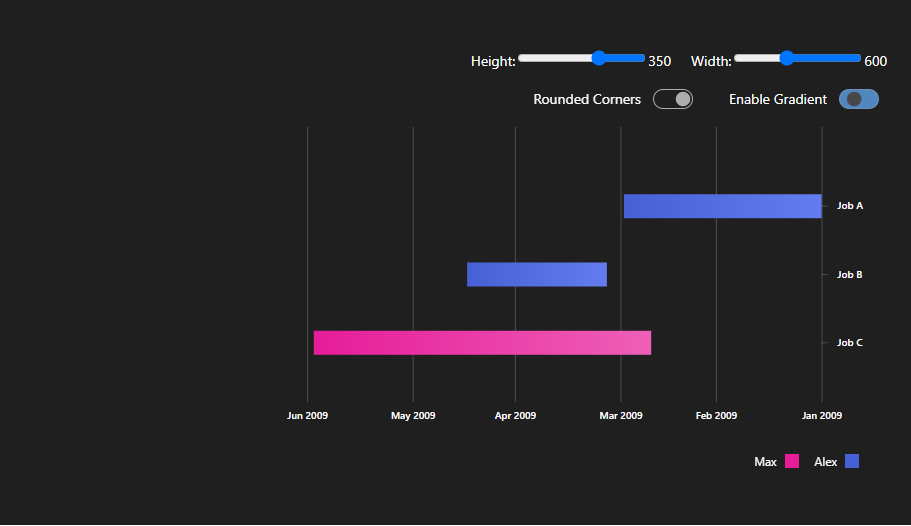 Height: 350 Width: 600
Rounded Corners Enable Gradient
Job A
Job B
Job C
Jun 2009 May 2009 Apr 2009 Mar 2009 Feb 2009 Jan 2009
Max Alex